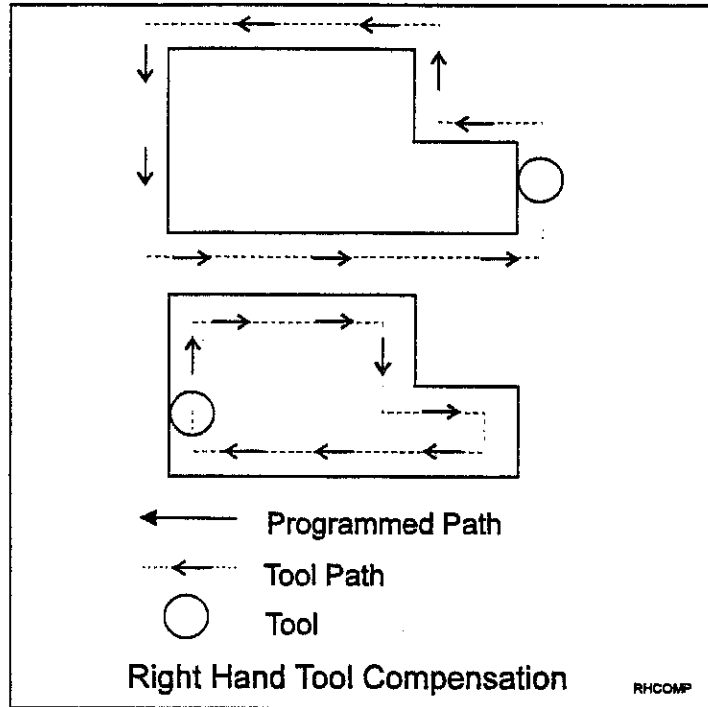 Programmed Path
Tool Path
Tool
Right Hand Tool Compensation
RHCOMP